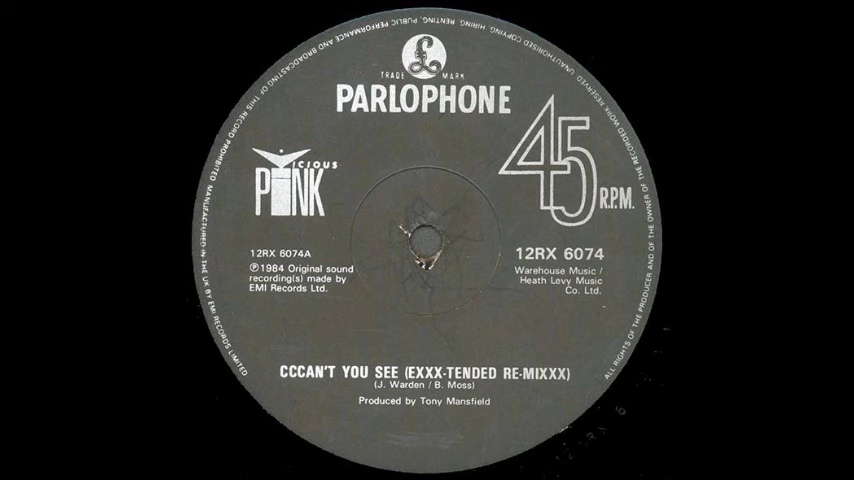 TRADE MARK
PARLOPHONE
45
R.P.M.
VICIOUS
PINK
12RX 6074A
℗1984 Original sound
recording(s) made by
EMI Records Ltd.
12RX 6074
Warehouse Music /
Heath Levy Music
Co. Ltd.
CCCAN'T YOU SEE (EXXX-TENDED RE-MIXXX)
(J. Warden / B. Moss)
Produced by Tony Mansfield
MANUFACTURED IN THE UK BY EMI RECORDS LIMITED
ALL RIGHTS OF THE PRODUCER AND OF THE OWNER OF THE RECORDED WORK RESERVED UNAUTHORISED COPYING, HIRING, RENTING, PUBLIC PERFORMANCE AND BROADCASTING OF THIS RECORD PROHIBITED